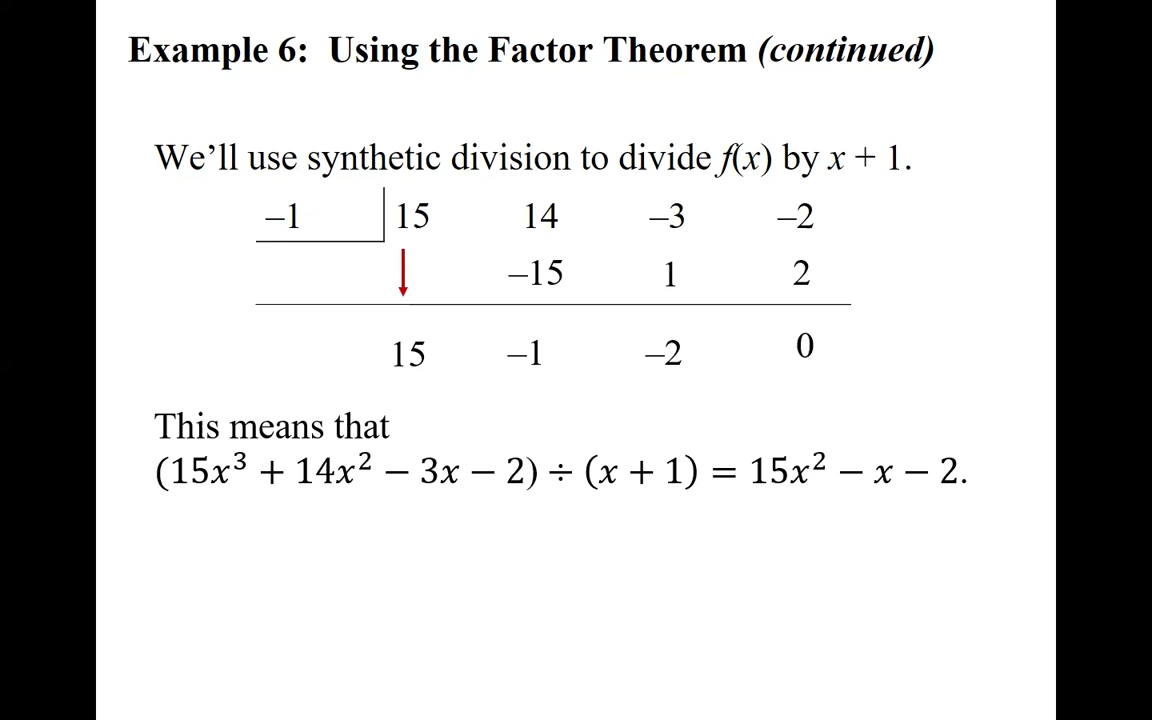 Example 6:  Using the Factor Theorem (continued)
We’ll use synthetic division to divide f(x) by x + 1.
–1 15 14 –3 –2
–15 1 2
15 –1 –2 0
This means that
(15x³ + 14x² − 3x − 2) ÷ (x + 1) = 15x² − x − 2.